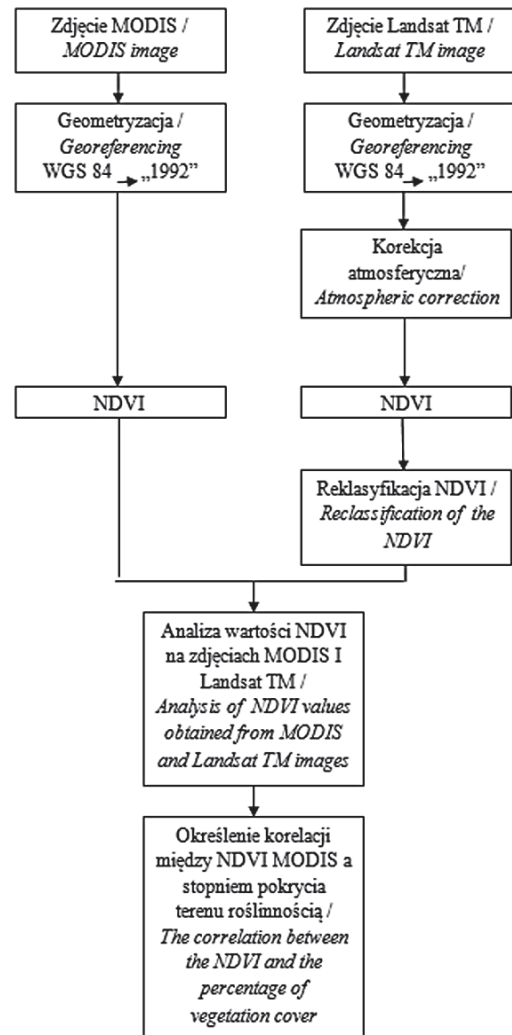 Zdjęcie MODIS /
MODIS image
Zdjęcie Landsat TM /
Landsat TM image
Geometryzacja /
Georeferencing
WGS 84 → „1992”
Geometryzacja /
Georeferencing
WGS 84 → „1992”
Korekcja
atmosferyczna/
Atmospheric correction
NDVI
NDVI
Reklasyfikacja NDVI /
Reclassification of the
NDVI
Analiza wartości NDVI
na zdjęciach MODIS I
Landsat TM /
Analysis of NDVI values
obtained from MODIS
and Landsat TM images
Określenie korelacji
między NDVI MODIS a
stopniem pokrycia
terenu roślinnością /
The correlation between
the NDVI and the
percentage of
vegetation cover